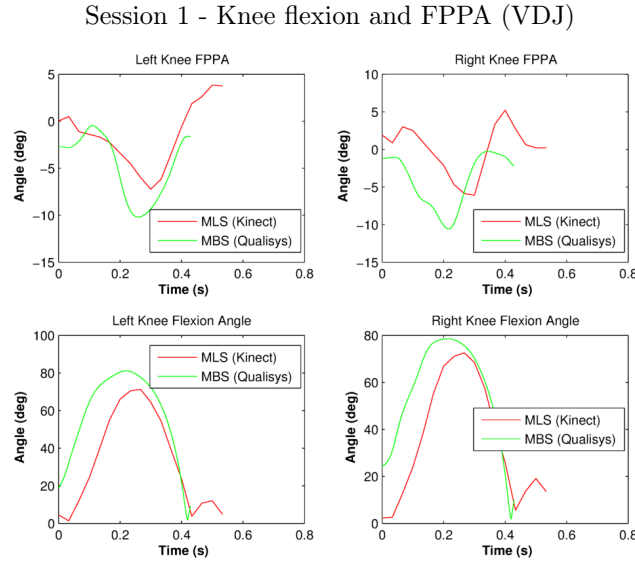 Session 1 - Knee flexion and FPPA (VDJ)
Left Knee FPPA
5
0
−5
−10
−15
0
0.2
0.4
0.6
0.8
Angle (deg)
Time (s)
MLS (Kinect)
MBS (Qualisys)
Right Knee FPPA
10
5
0
−5
−10
−15
0
0.2
0.4
0.6
0.8
Angle (deg)
Time (s)
MLS (Kinect)
MBS (Qualisys)
Left Knee Flexion Angle
100
80
60
40
20
0
0
0.2
0.4
0.6
0.8
Angle (deg)
Time (s)
MLS (Kinect)
MBS (Qualisys)
Right Knee Flexion Angle
80
60
40
20
0
0
0.2
0.4
0.6
0.8
Angle (deg)
Time (s)
MLS (Kinect)
MBS (Qualisys)